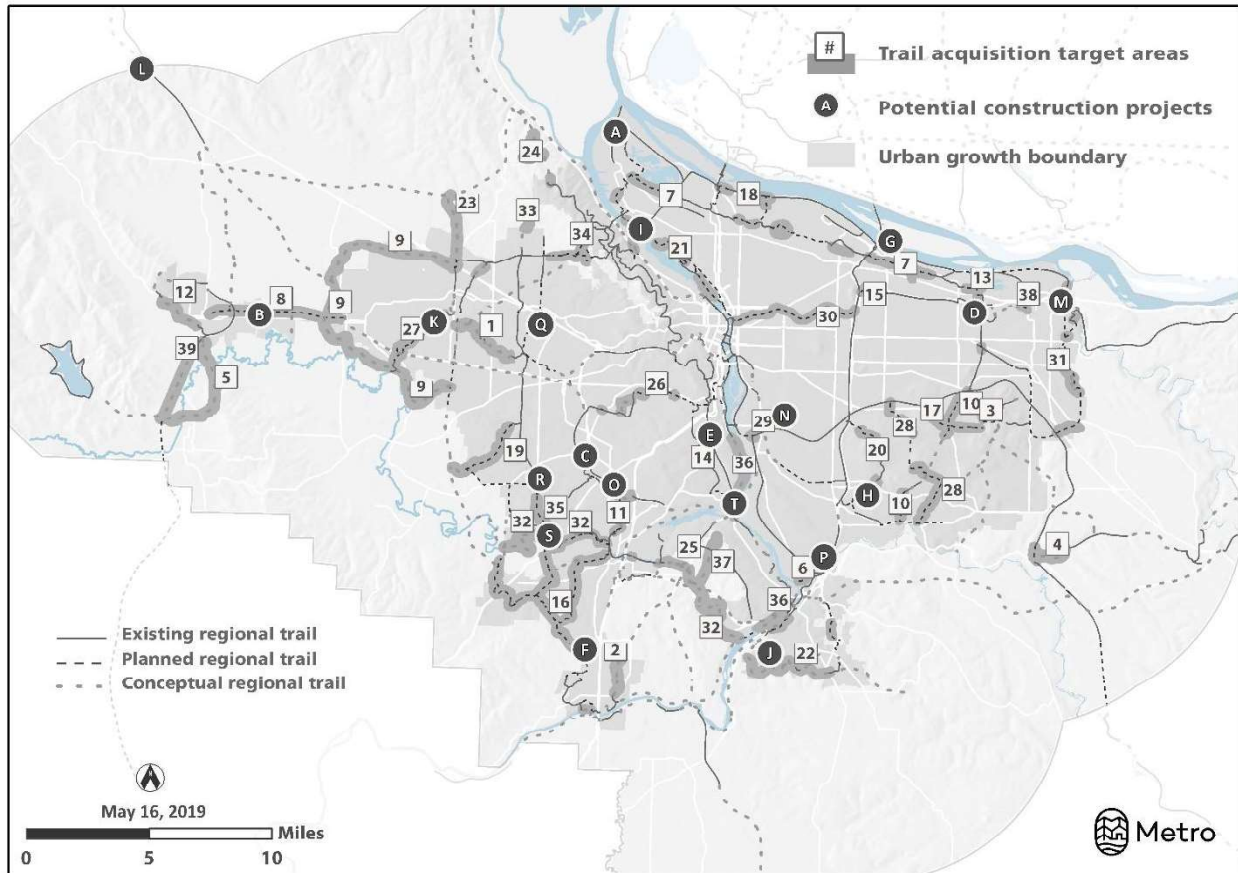 L
#
Trail acquisition target areas
A
Potential construction projects
Urban growth boundary
A
24
23
33
7
18
9
34
I
21
G
7
12
8
9
B
27
K
1
Q
30
15
13
38
M
D
39
5
9
26
31
10
17
3
29
N
28
E
19
C
14
36
20
R
O
H
10
28
T
35
11
32
32
S
25
37
4
6
P
16
36
32
Existing regional trail
Planned regional trail
Conceptual regional trail
F
2
J
22
N
May 16, 2019
Miles
0
5
10
Metro